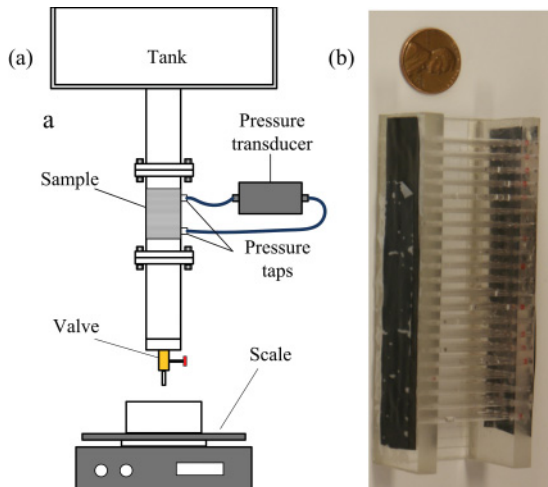 (a)
Tank
a
Pressure
transducer
Sample
Pressure
taps
Valve
Scale
(b)